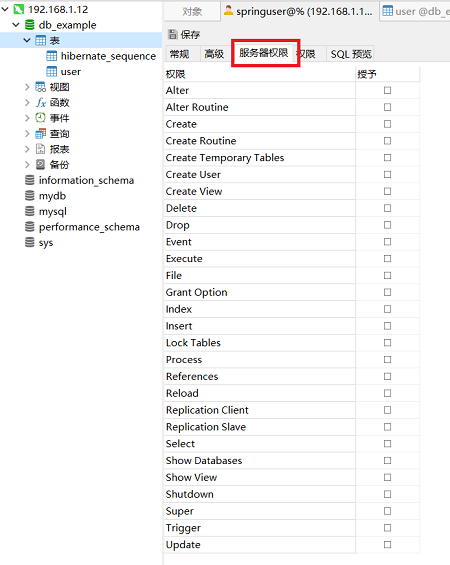 192.168.1.12
db_example
表
hibernate_sequence
user
视图
函数
事件
查询
报表
备份
information_schema
mydb
mysql
performance_schema
sys
对象 springuser@% (192.168.1.1... user @db_e
保存
常规 高级 服务器权限 权限 SQL 预览
权限 授予
Alter
Alter Routine
Create
Create Routine
Create Temporary Tables
Create User
Create View
Delete
Drop
Event
Execute
File
Grant Option
Index
Insert
Lock Tables
Process
References
Reload
Replication Client
Replication Slave
Select
Show Databases
Show View
Shutdown
Super
Trigger
Update